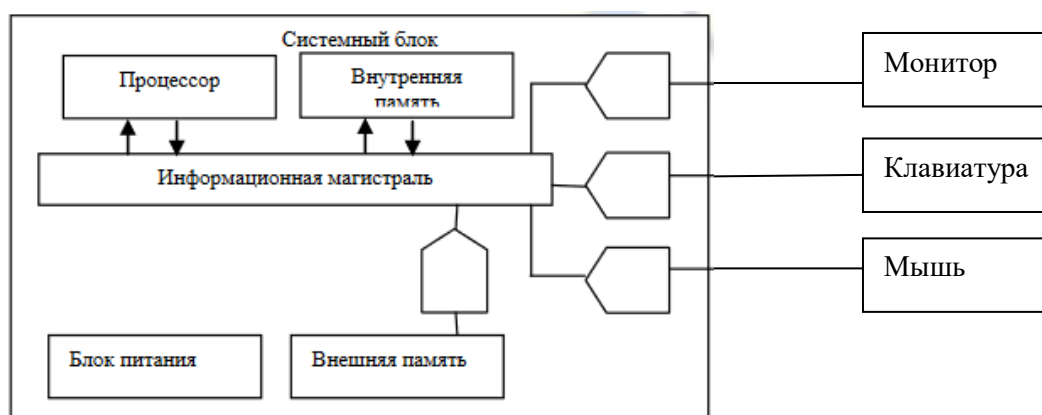 Системный блок
Процессор
Внутренняя
память
Монитор
Информационная магистраль
Клавиатура
Мышь
Блок питания
Внешняя память